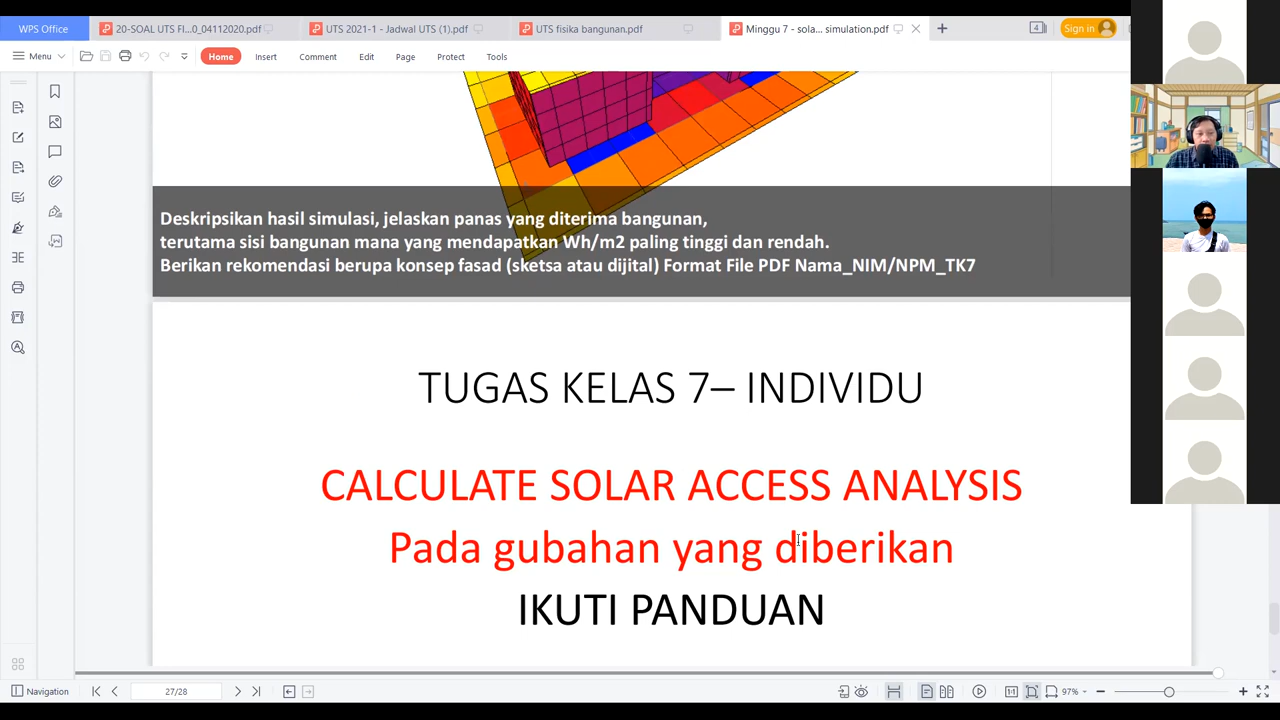 WPS Office
20-SOAL UTS FI...0_04112020.pdf
UTS 2021-1 - Jadwal UTS (1).pdf
UTS fisika bangunan.pdf
Minggu 7 - sola... simulation.pdf
4
Sign in
Menu
Home
Insert
Comment
Edit
Page
Protect
Tools
Deskripsikan hasil simulasi, jelaskan panas yang diterima bangunan,
terutama sisi bangunan mana yang mendapatkan Wh/m2 paling tinggi dan rendah.
Berikan rekomendasi berupa konsep fasad (sketsa atau dijital) Format File PDF Nama_NIM/NPM_TK7
TUGAS KELAS 7– INDIVIDU
CALCULATE SOLAR ACCESS ANALYSIS
Pada gubahan yang diberikan
IKUTI PANDUAN
Navigation
27/28
97%